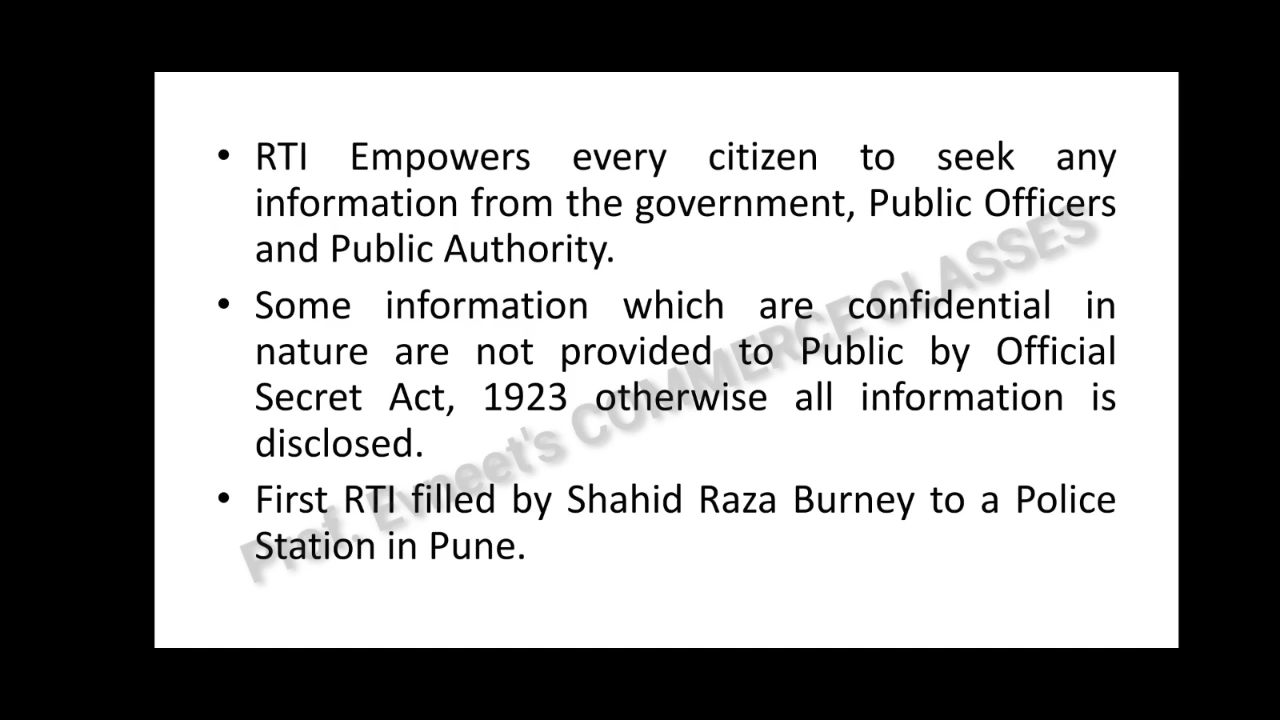 • RTI Empowers every citizen to seek any
information from the government, Public Officers
and Public Authority.
• Some information which are confidential in
nature are not provided to Public by Official
Secret Act, 1923 otherwise all information is
disclosed.
• First RTI filled by Shahid Raza Burney to a Police
Station in Pune.
Prof. Evneet's COMMERCE CLASSES